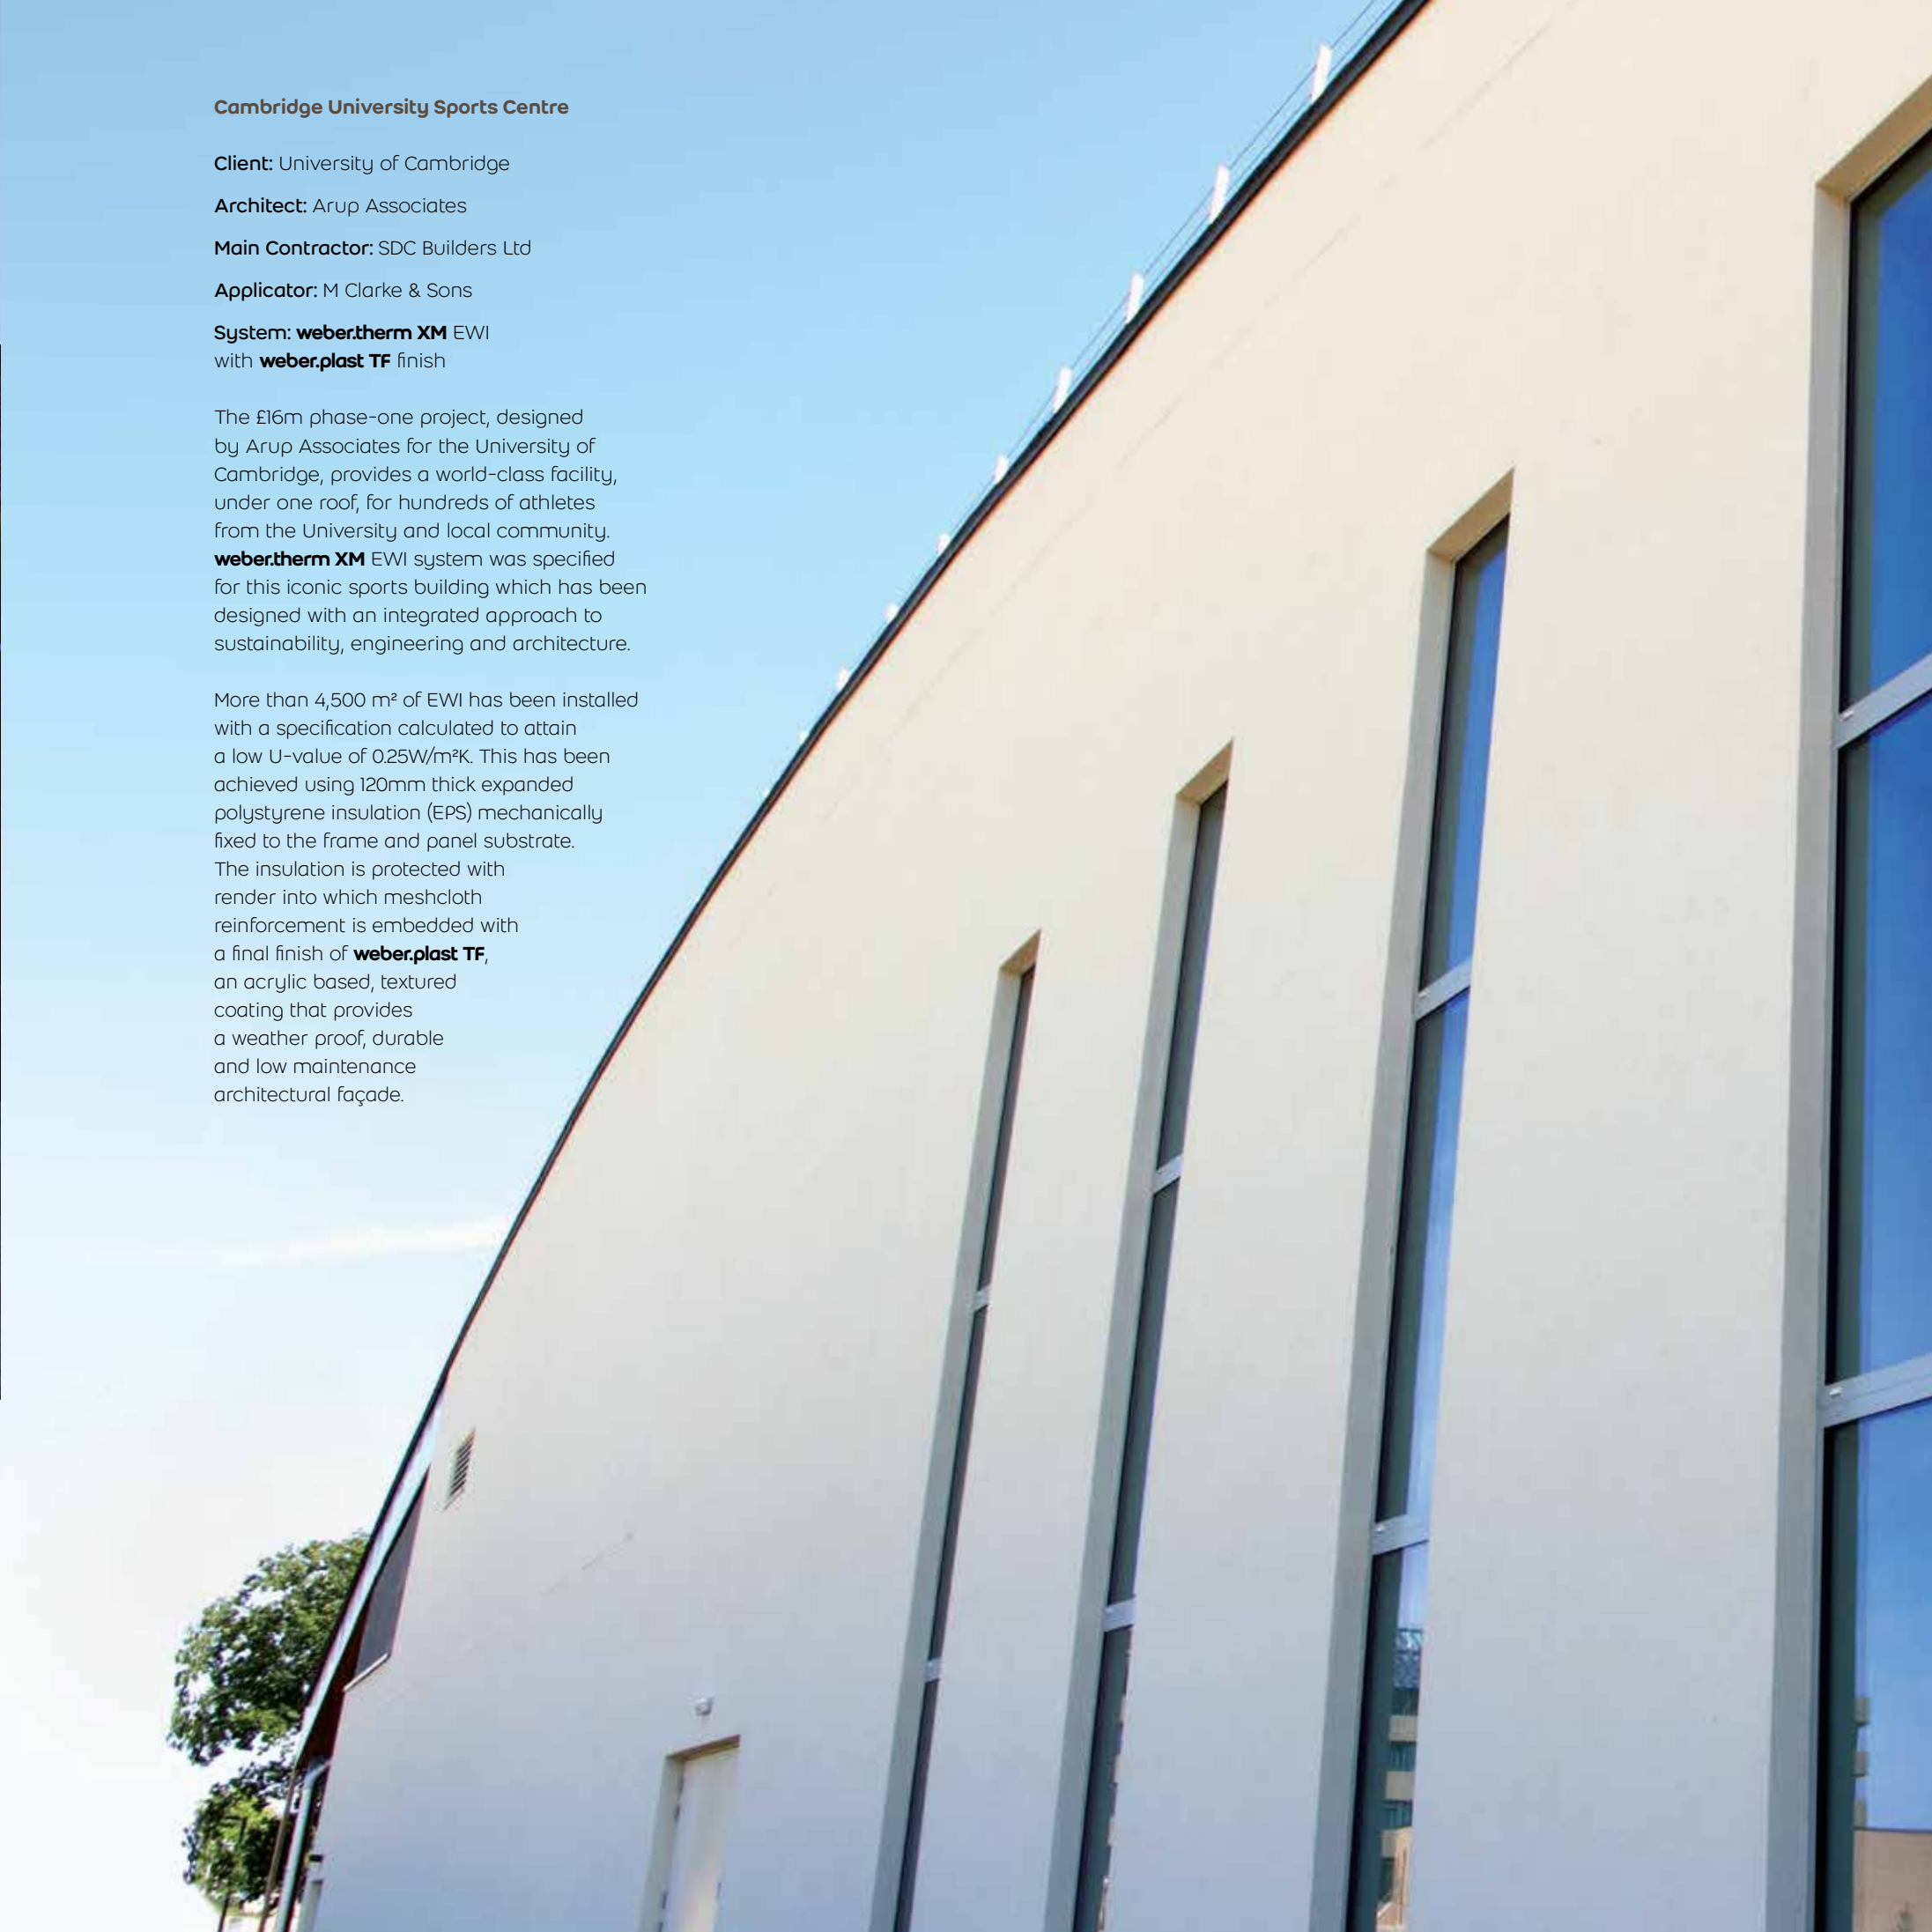 Cambridge University Sports Centre
Client: University of Cambridge
Architect: Arup Associates
Main Contractor: SDC Builders Ltd
Applicator: M Clarke & Sons
System: weber.therm XM EWI
with weber.plast TF finish
The £16m phase-one project, designed
by Arup Associates for the University of
Cambridge, provides a world-class facility,
under one roof, for hundreds of athletes
from the University and local community.
weber.therm XM EWI system was specified
for this iconic sports building which has been
designed with an integrated approach to
sustainability, engineering and architecture.
More than 4,500 m² of EWI has been installed
with a specification calculated to attain
a low U-value of 0.25W/m²K. This has been
achieved using 120mm thick expanded
polystyrene insulation (EPS) mechanically
fixed to the frame and panel substrate.
The insulation is protected with
render into which meshcloth
reinforcement is embedded with
a final finish of weber.plast TF,
an acrylic based, textured
coating that provides
a weather proof, durable
and low maintenance
architectural façade.